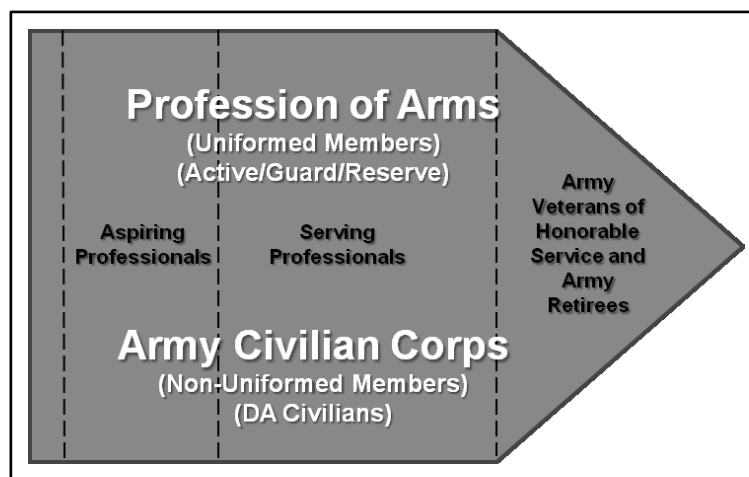 Profession of Arms
(Uniformed Members)
(Active/Guard/Reserve)
Aspiring
Professionals
Serving
Professionals
Army
Veterans of
Honorable
Service and
Army
Retirees
Army Civilian Corps
(Non-Uniformed Members)
(DA Civilians)